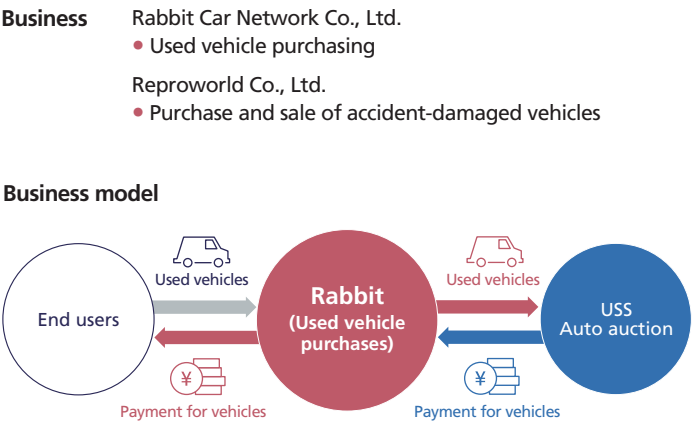 Business
Rabbit Car Network Co., Ltd.
• Used vehicle purchasing
Reproworld Co., Ltd.
• Purchase and sale of accident-damaged vehicles
Business model
End users
Used vehicles
¥
Payment for vehicles
Rabbit
(Used vehicle
purchases)
Used vehicles
¥
Payment for vehicles
USS
Auto auction